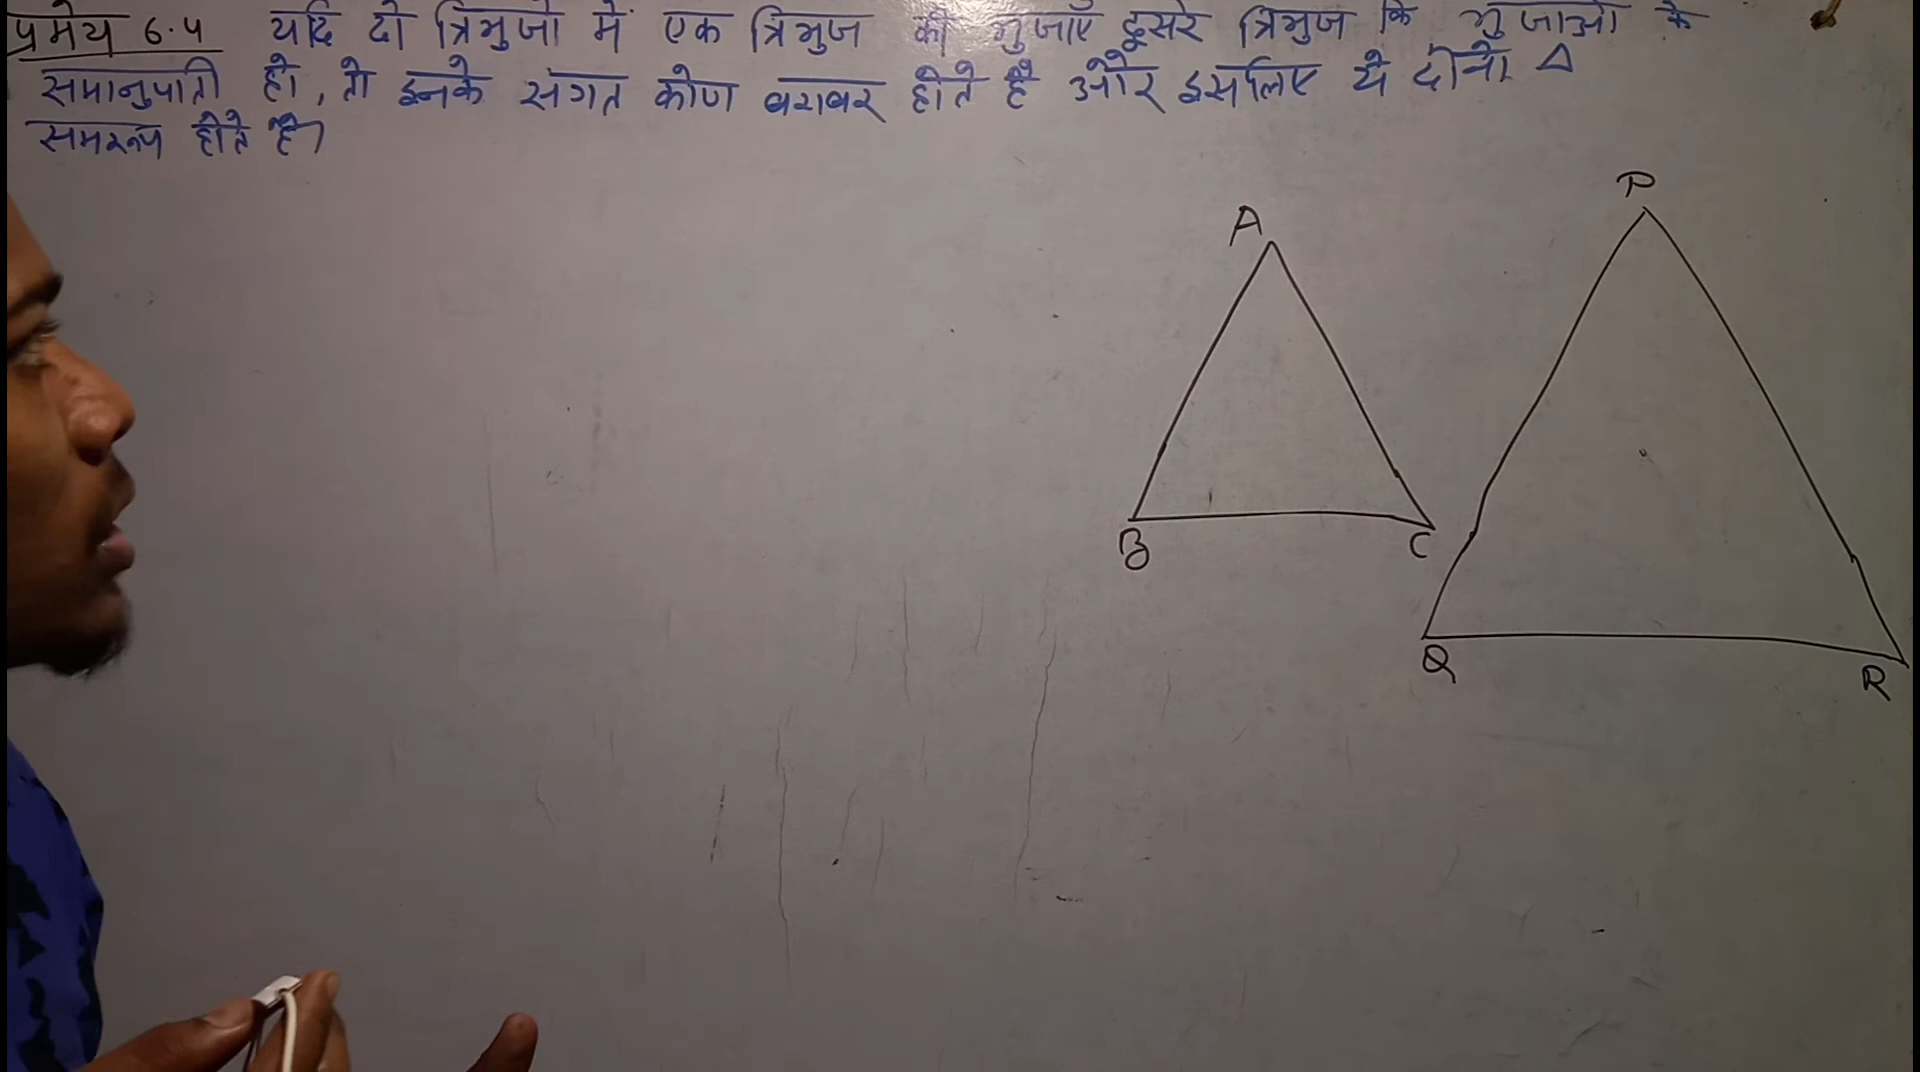 प्रमेय 6.4 यदि दो त्रिभुजो में एक त्रिभुज की भुजाएँ दूसरे त्रिभुज कि भुजाओ के
समानुपाती हो, तो इनके संगत कोण बराबर होते है और इसलिए ये दोनो Δ
समरूप होते है।
P
A
B
C
Q
R